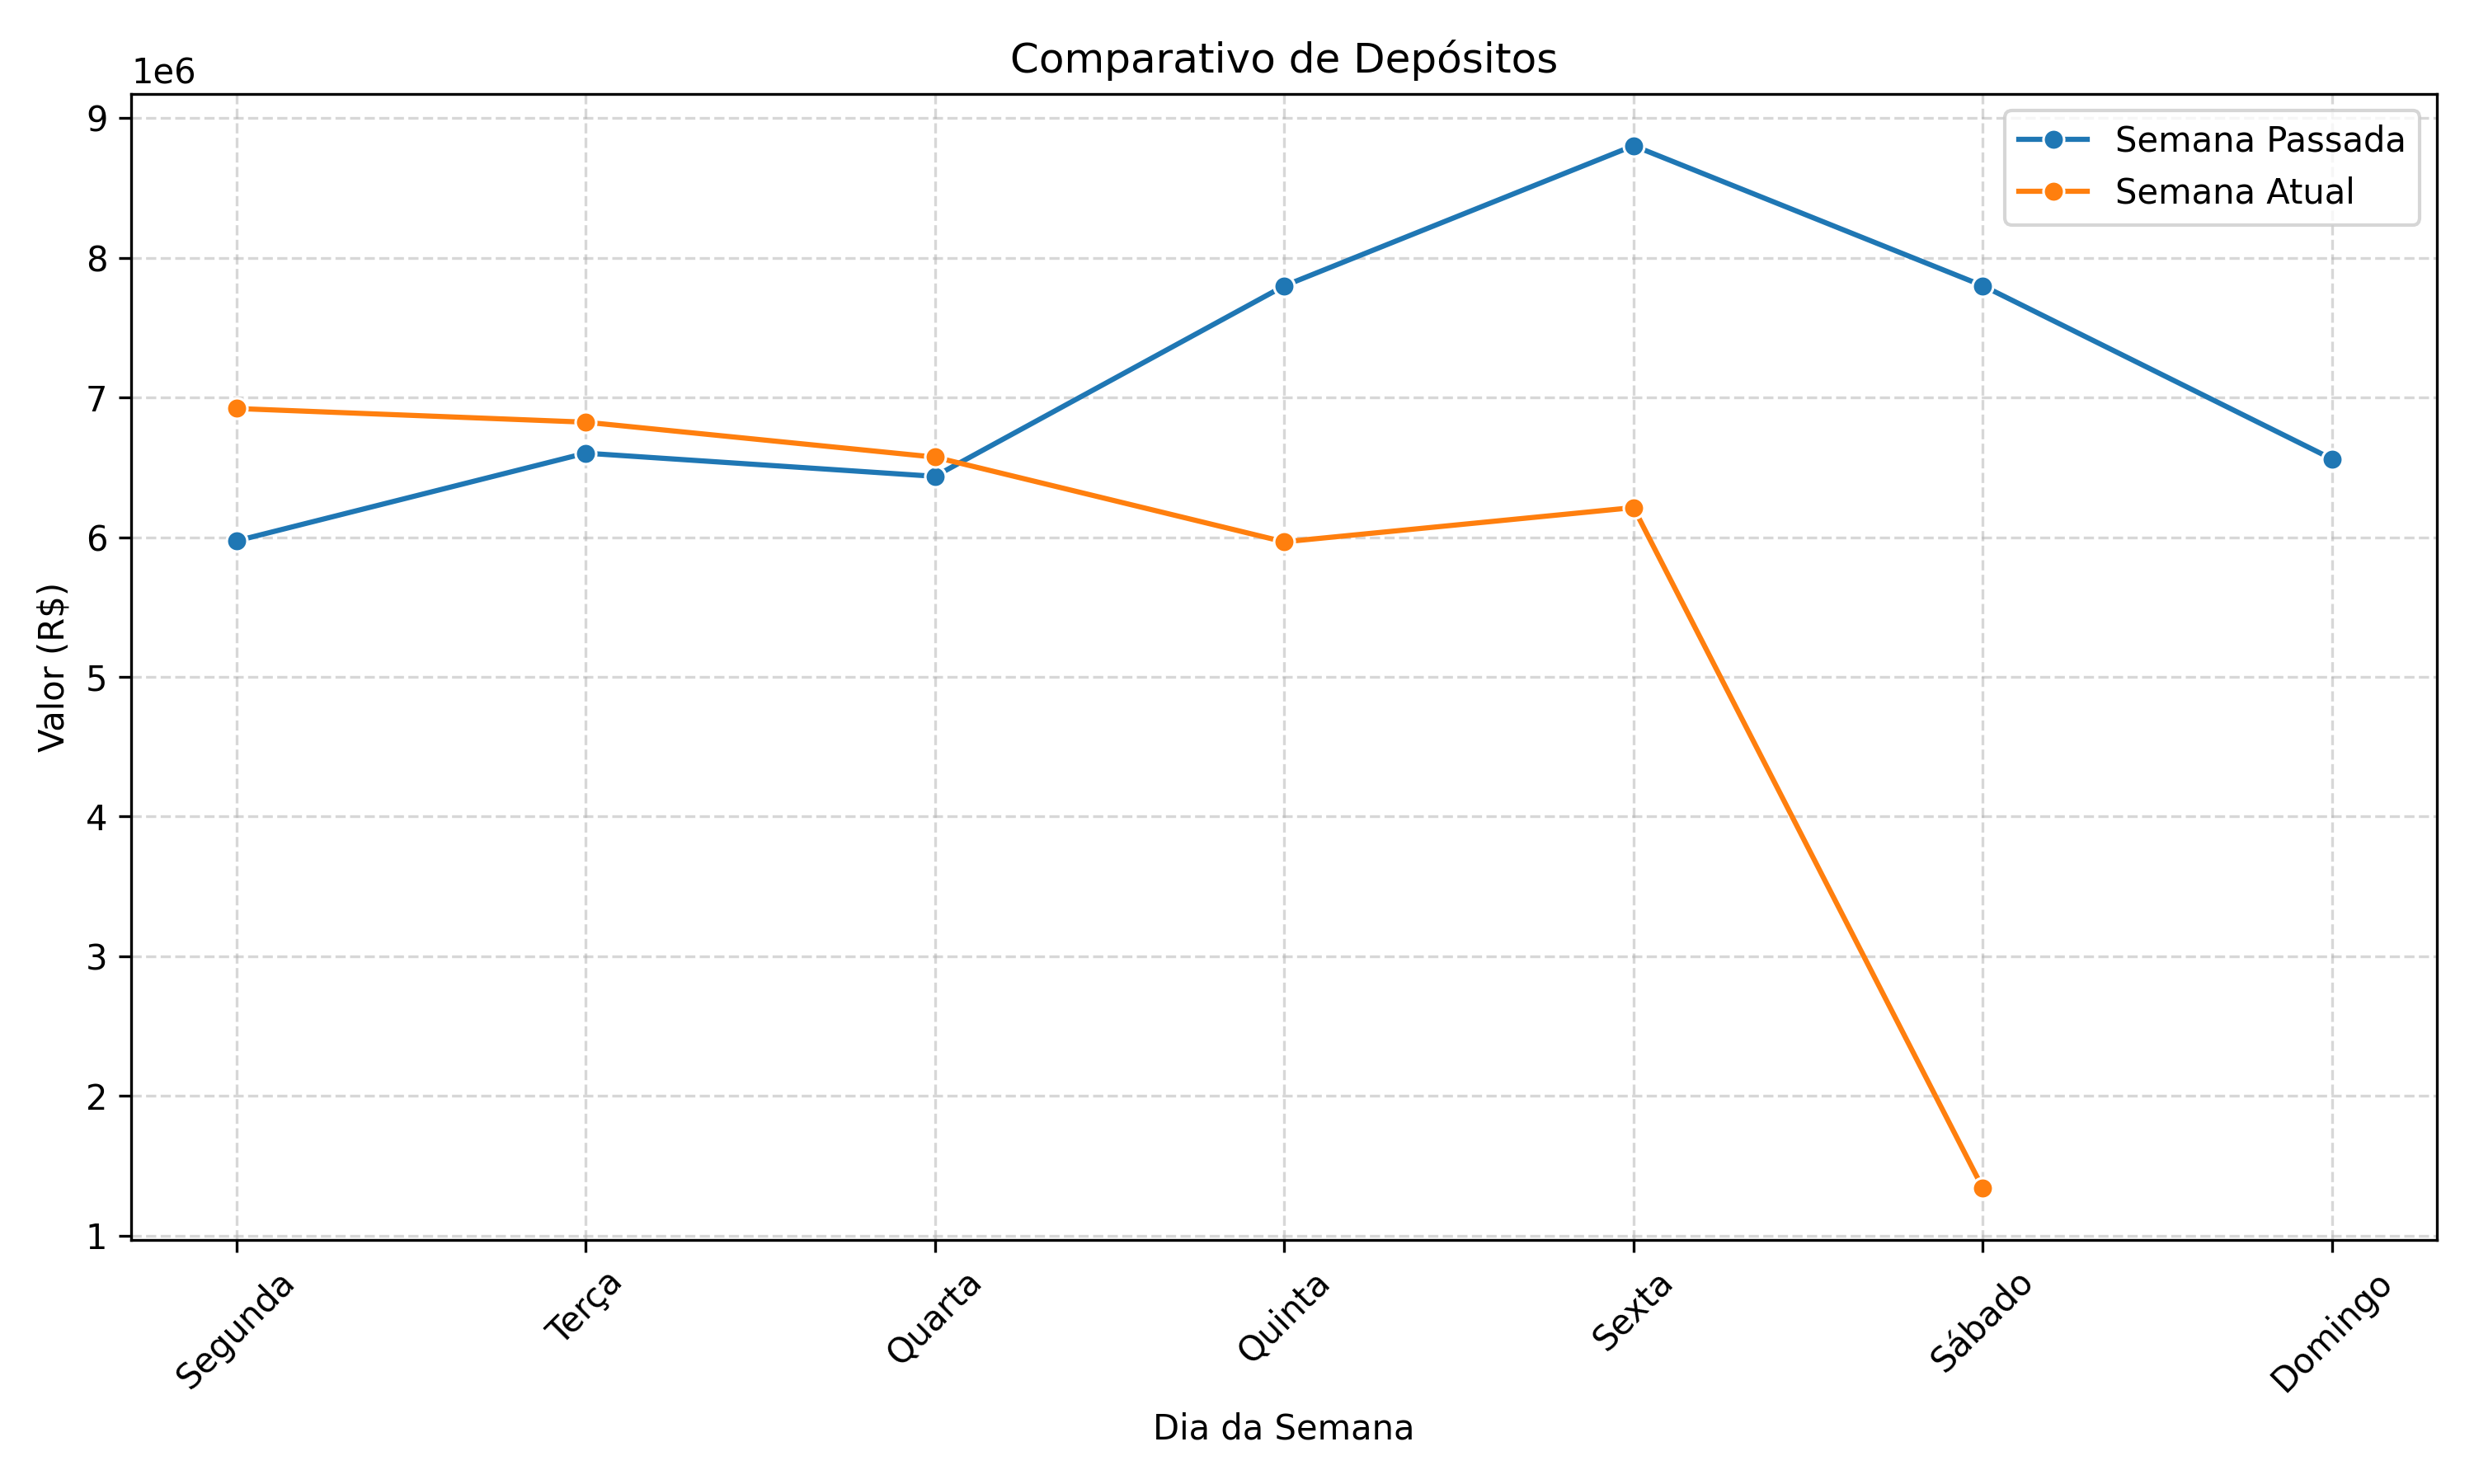 Comparativo de Depósitos
1e6
Semana Passada
Semana Atual
9
8
7
6
5
4
3
2
1
Valor (R$)
Segunda
Terça
Quarta
Quinta
Sexta
Sábado
Domingo
Dia da Semana